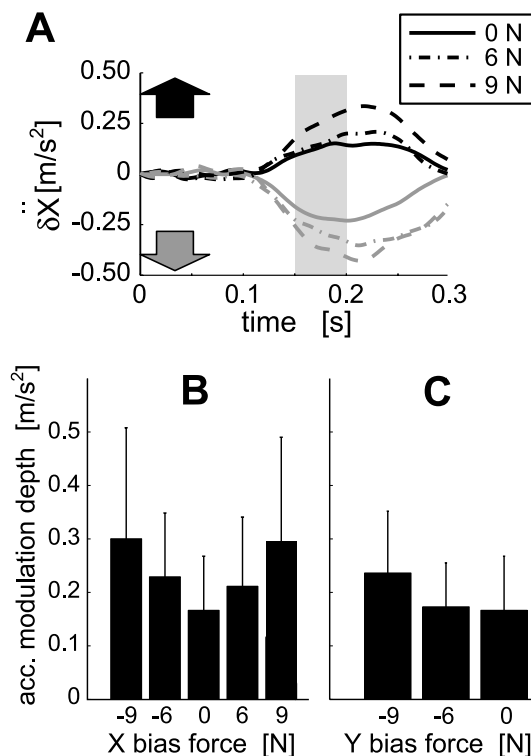 A
0 N
6 N
9 N
0.50
0.25
0
-0.25
-0.50
δẌ [m/s²]
0 0.1 0.2 0.3
time [s]
B C
acc. modulation depth [m/s²]
0.5
0.4
0.3
0.2
0.1
0
-9 -6 0 6 9
X bias force [N]
-9 -6 0
Y bias force [N]